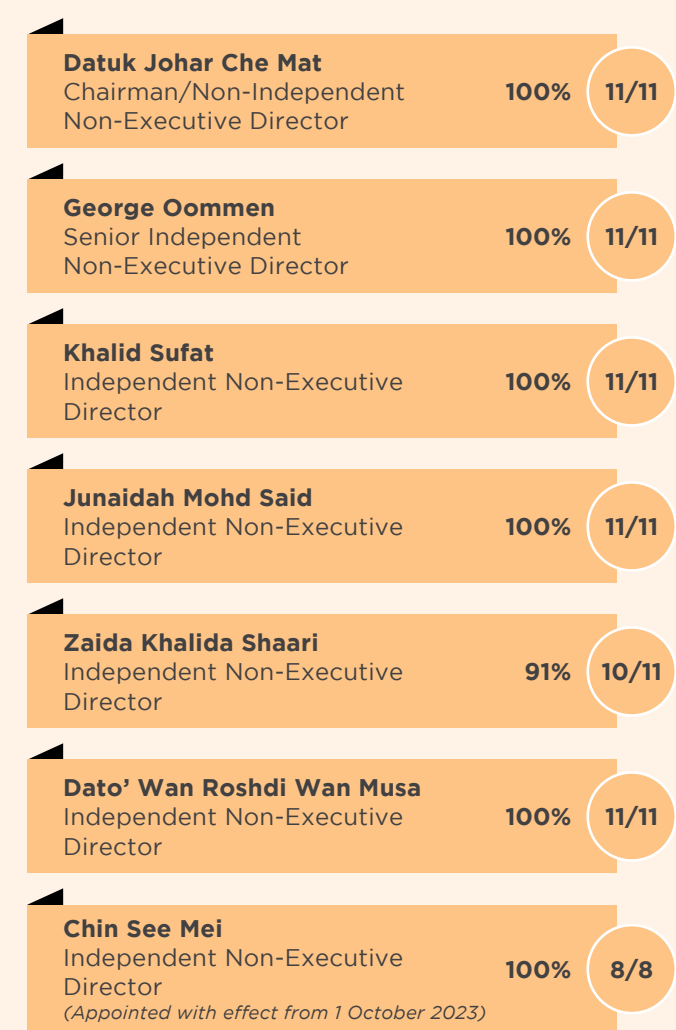 Datuk Johar Che Mat
Chairman/Non-Independent
Non-Executive Director
100% 11/11
George Oommen
Senior Independent
Non-Executive Director
100% 11/11
Khalid Sufat
Independent Non-Executive
Director
100% 11/11
Junaidah Mohd Said
Independent Non-Executive
Director
100% 11/11
Zaida Khalida Shaari
Independent Non-Executive
Director
91% 10/11
Dato’ Wan Roshdi Wan Musa
Independent Non-Executive
Director
100% 11/11
Chin See Mei
Independent Non-Executive
Director
(Appointed with effect from 1 October 2023)
100% 8/8